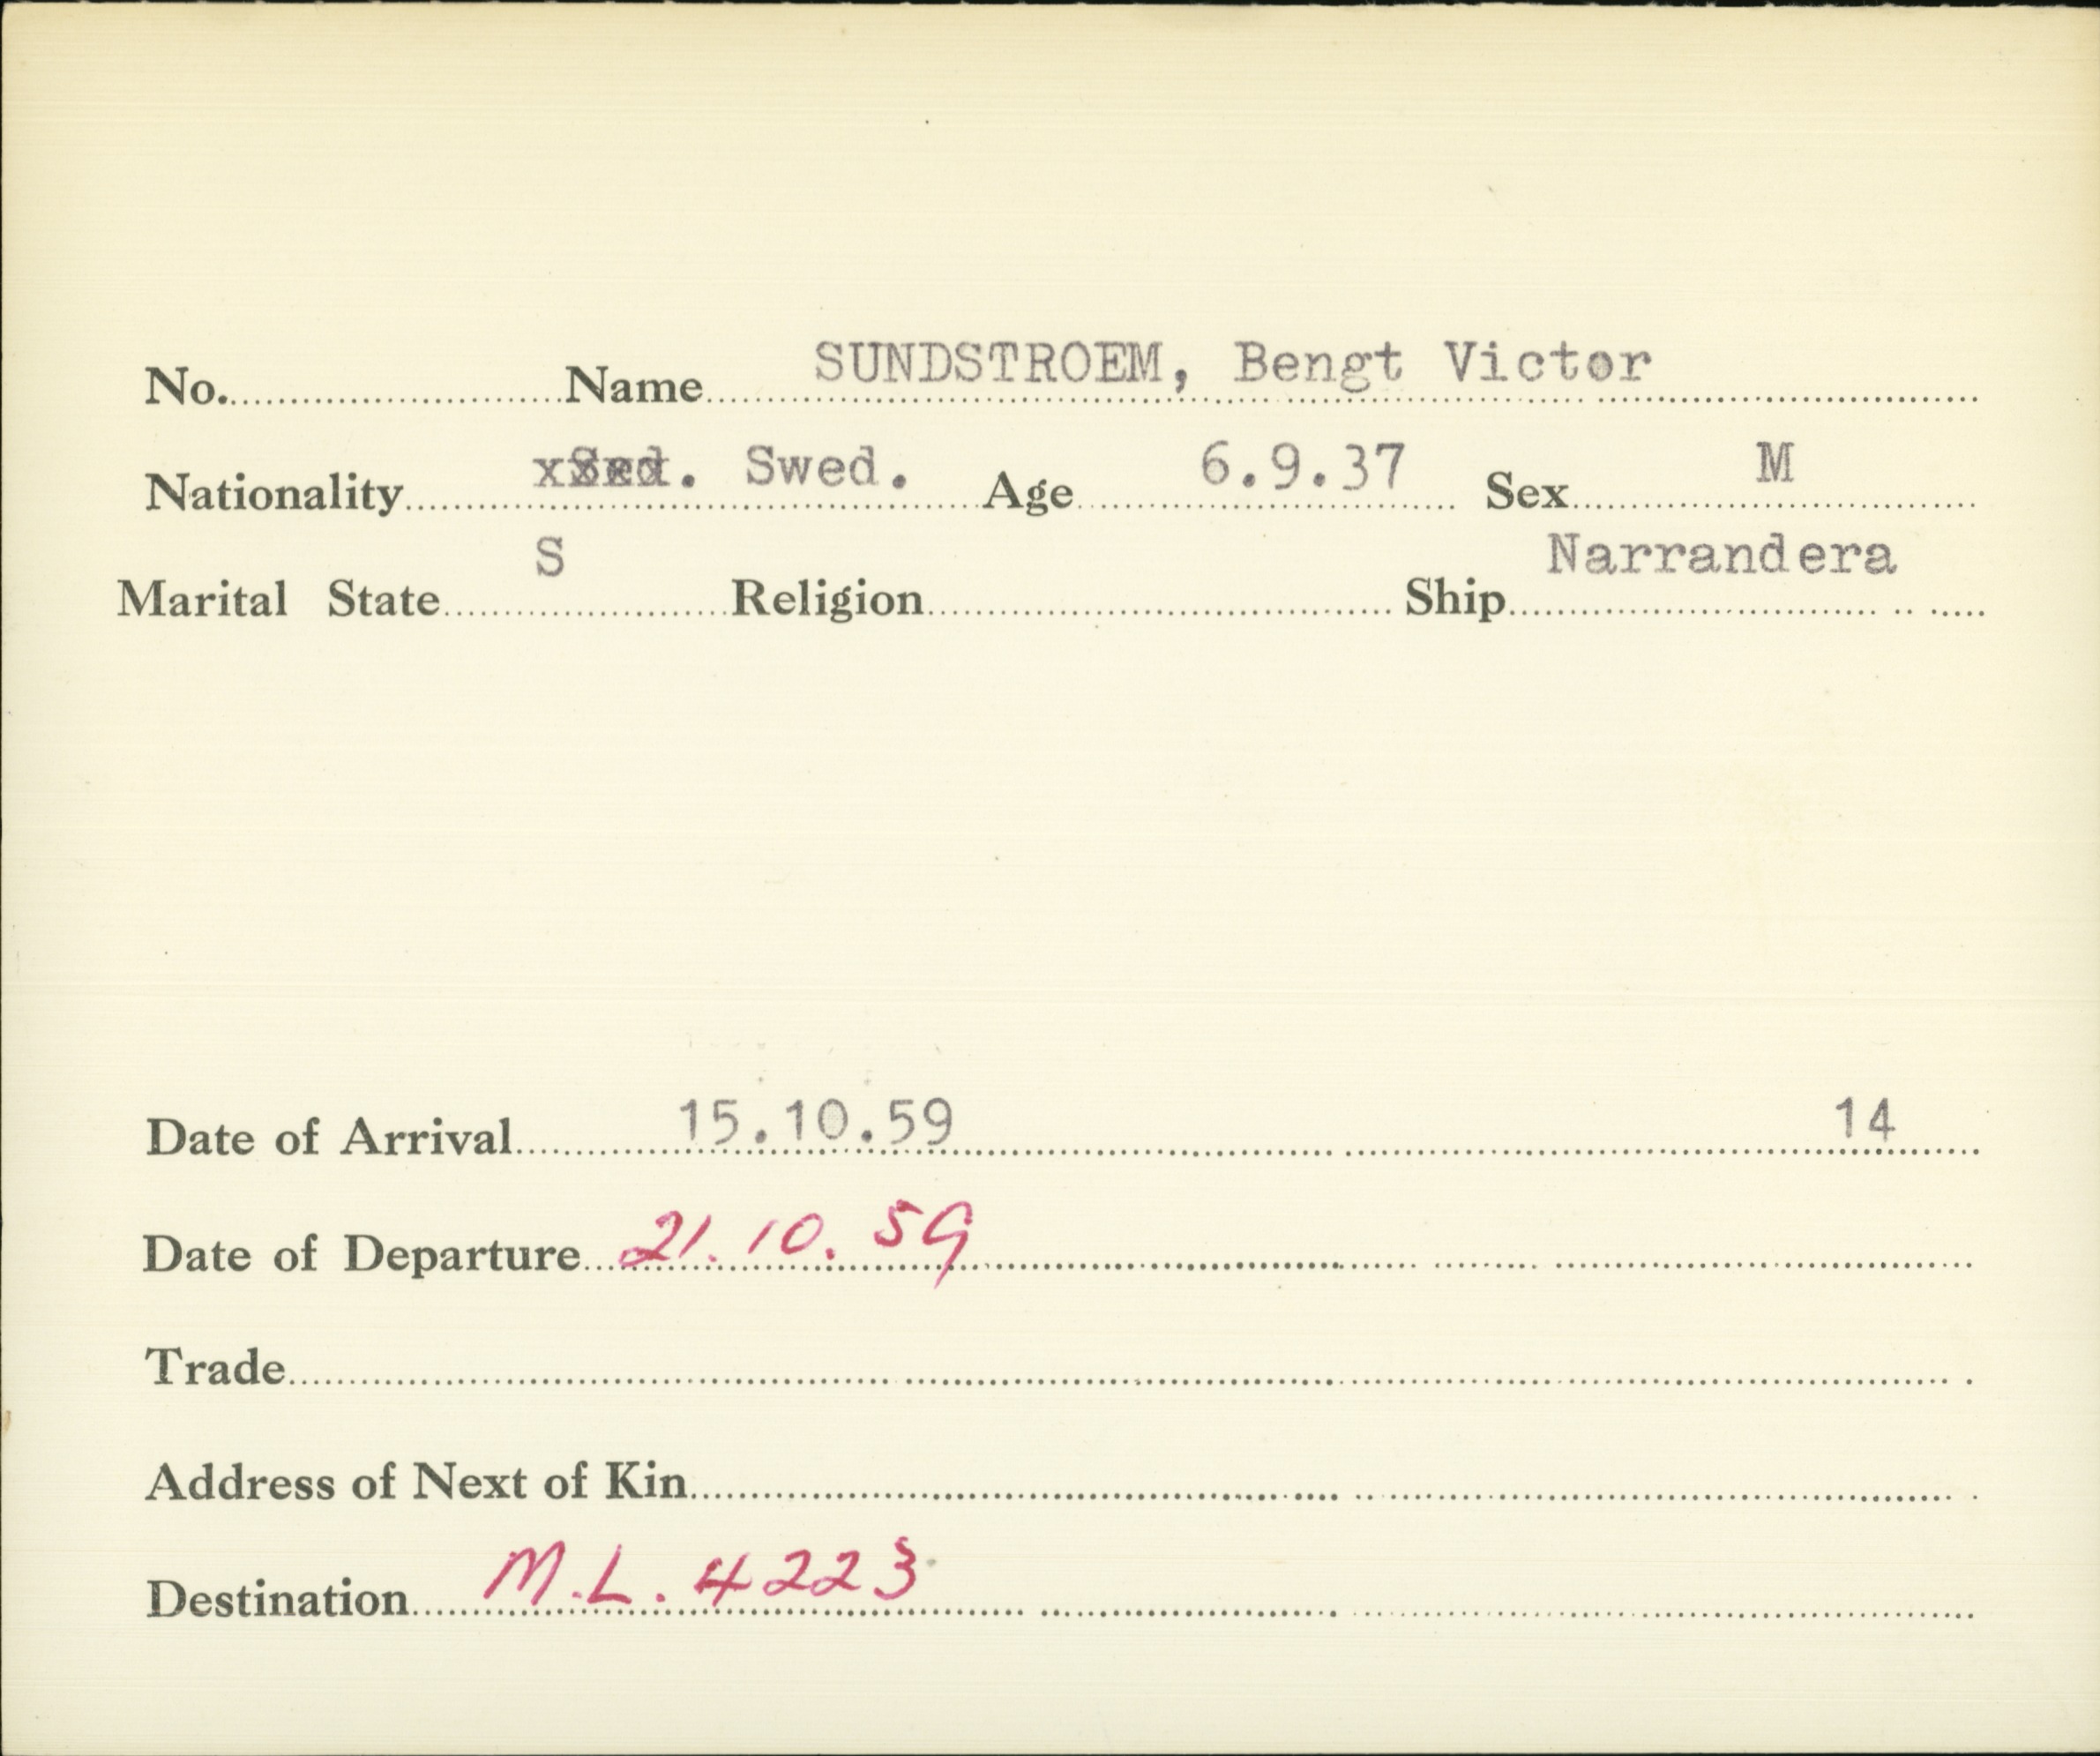 No. Name SUNDSTROEM, Bengt Victor
Nationality Swed. Age 6.9.37 Sex M
Marital State S Religion Ship Narrandera
Date of Arrival 15.10.59 14
Date of Departure 21.10.59
Trade
Address of Next of Kin
Destination M.L. 4223